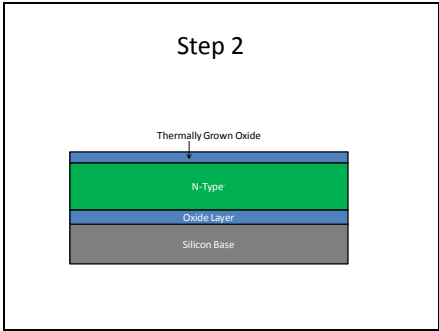 Step 2
Thermally Grown Oxide
N-Type-
Oxide Layer
Silicon Base